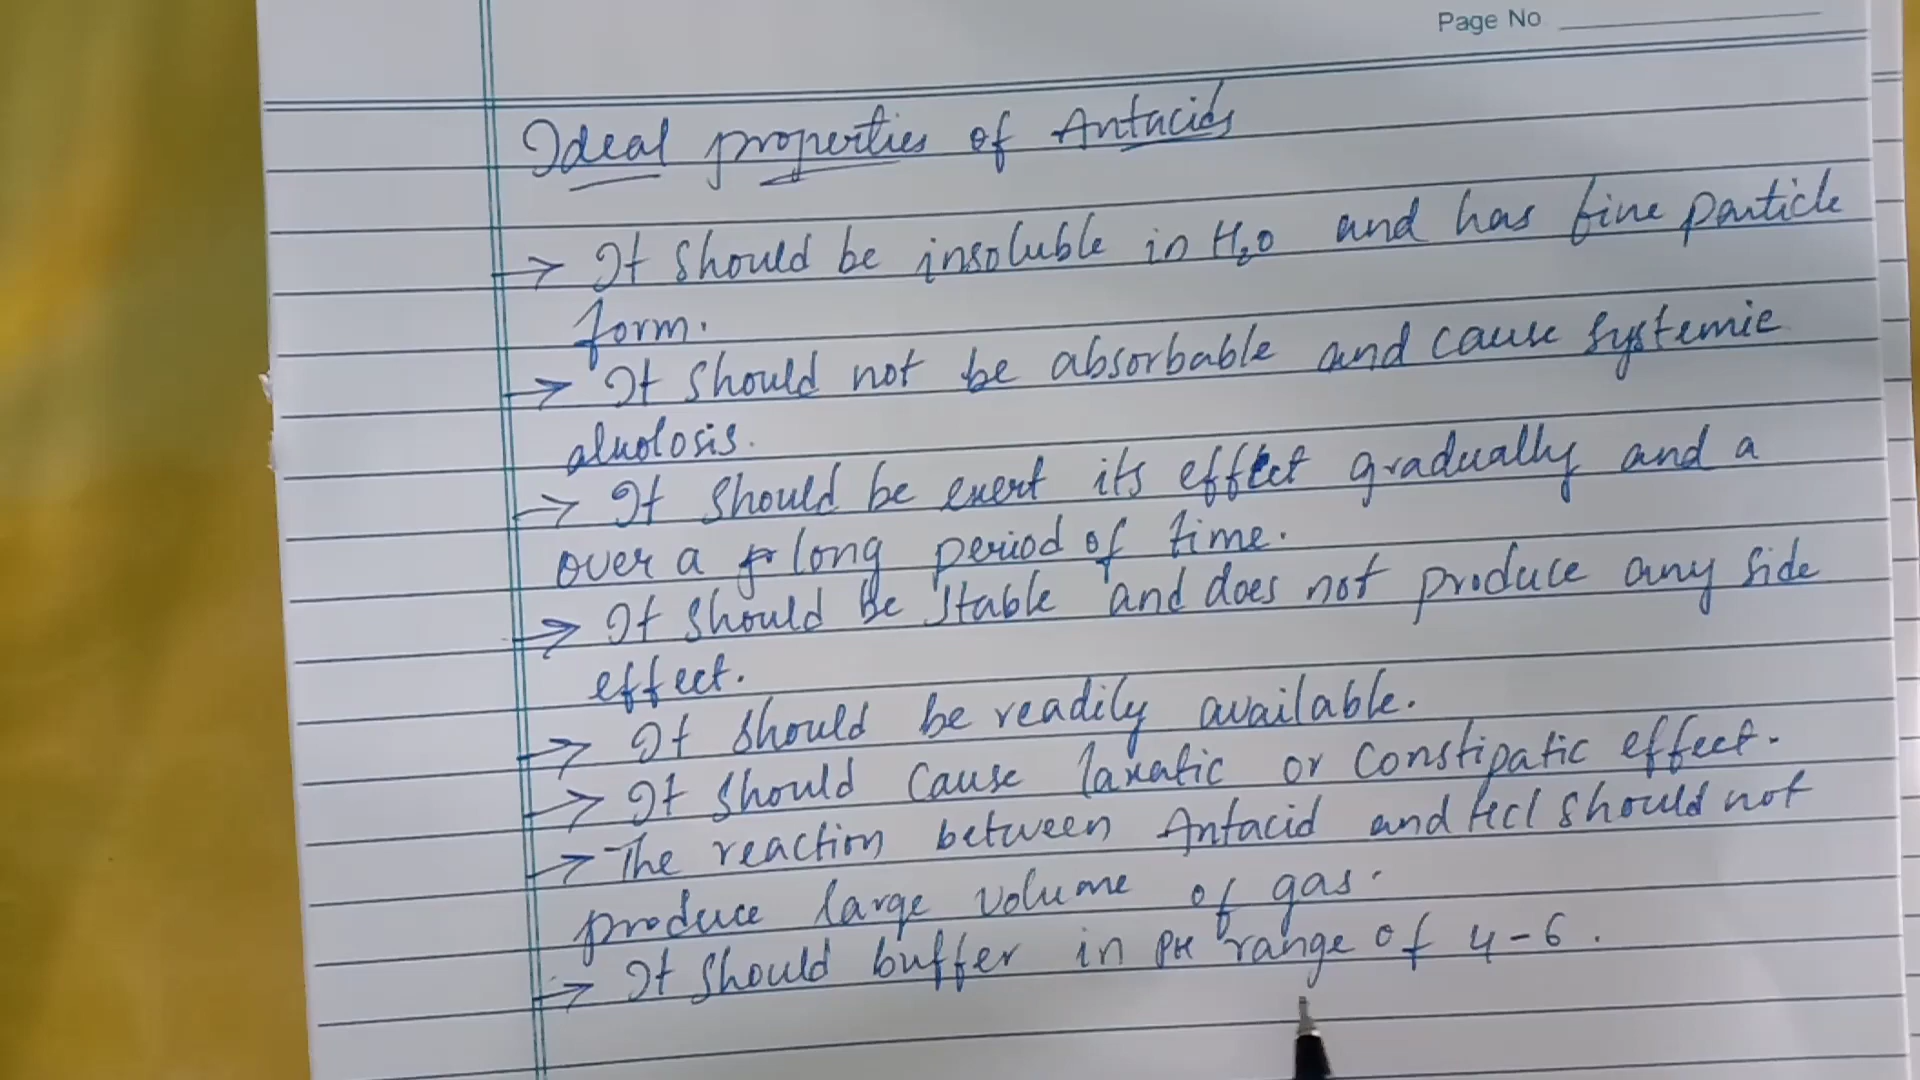 Page No
Ideal properties of Antacids
→ It should be insoluble in H₂O and has fine particle
form.
→ It should not be absorbable and cause systemic
alkolosis.
→ It should be exert its effect gradually and a
over a long period of time.
→ It should be stable and does not produce any side
effect.
→ It should be readily available.
→ It should cause laxatic or constipatic effect.
→ The reaction between Antacid and Hcl should not
produce large volume of gas.
→ It should buffer in PH range of 4-6.